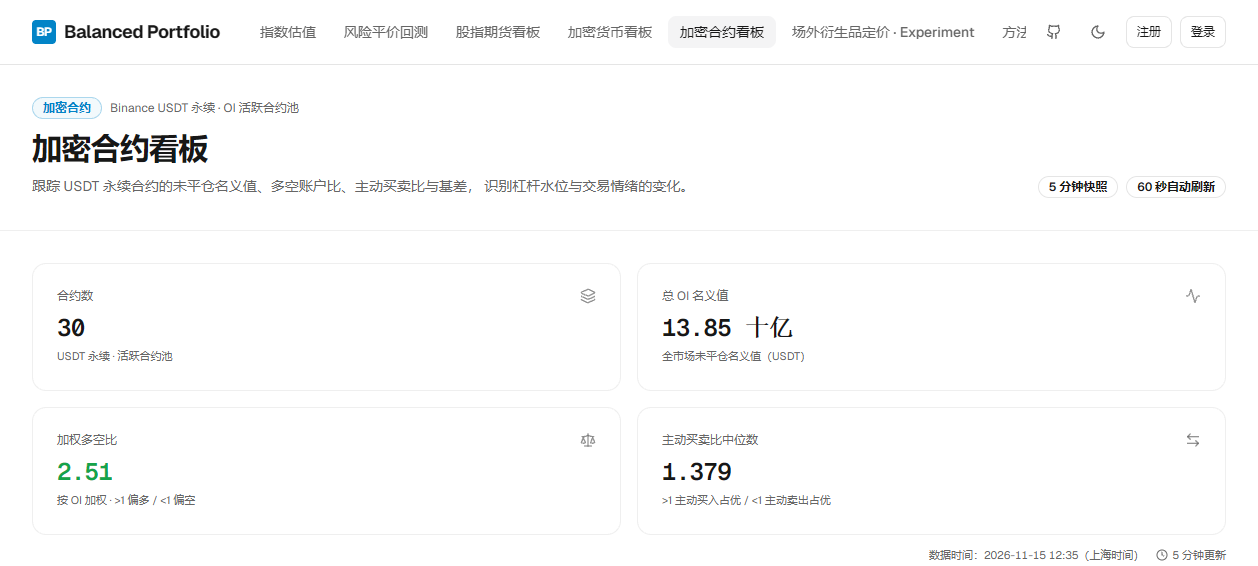 BP Balanced Portfolio 指数估值 风险平价回测 股指期货看板 加密货币看板 加密合约看板 场外衍生品定价 · Experiment 方法 注册 登录
加密合约 Binance USDT 永续 · OI 活跃合约池
加密合约看板
跟踪 USDT 永续合约的未平仓名义值、多空账户比、主动买卖比与基差， 识别杠杆水位与交易情绪的变化。
5 分钟快照 60 秒自动刷新
合约数
30
USDT 永续 · 活跃合约池
总 OI 名义值
13.85 十亿
全市场未平仓名义值（USDT）
加权多空比
2.51
按 OI 加权 · >1 偏多 / <1 偏空
主动买卖比中位数
1.379
>1 主动买入占优 / <1 主动卖出占优
数据时间：2026-11-15 12:35（上海时间） 5 分钟更新